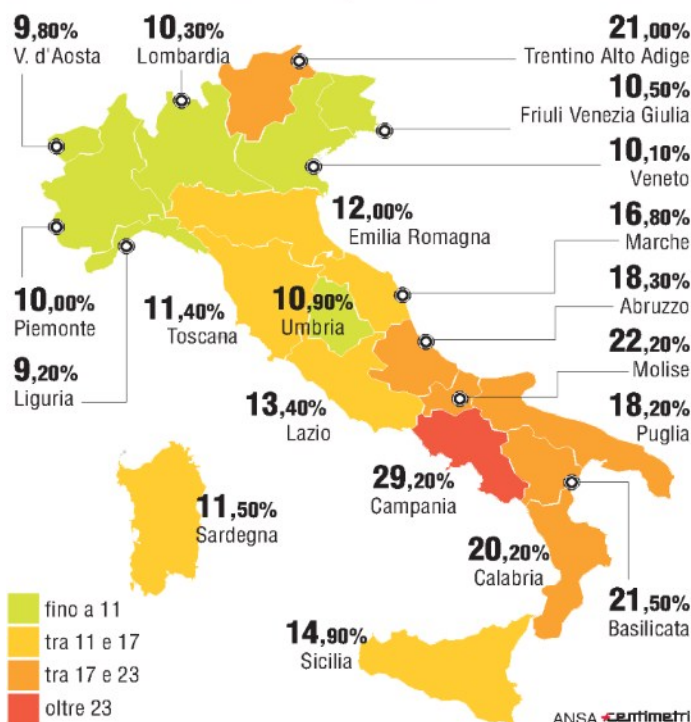 9,80%
V. d'Aosta
10,30%
Lombardia
21,00%
Trentino Alto Adige
10,50%
Friuli Venezia Giulia
10,10%
Veneto
12,00%
Emilia Romagna
16,80%
Marche
18,30%
Abruzzo
22,20%
Molise
18,20%
Puglia
10,00%
Piemonte
11,40%
Toscana
10,90%
Umbria
9,20%
Liguria
13,40%
Lazio
29,20%
Campania
11,50%
Sardegna
20,20%
Calabria
21,50%
Basilicata
14,90%
Sicilia
fino a 11
tra 11 e 17
tra 17 e 23
oltre 23
ANSA centimetri